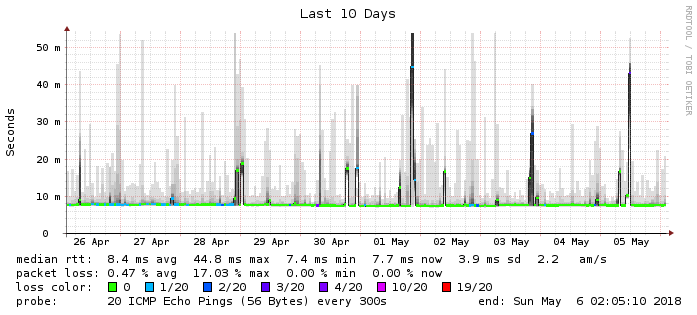 Last 10 Days
RRDTOOL / TOBI OETIKER
Seconds
50 m
40 m
30 m
20 m
10 m
0
26 Apr 27 Apr 28 Apr 29 Apr 30 Apr 01 May 02 May 03 May 04 May 05 May
median rtt: 8.4 ms avg 44.8 ms max 7.4 ms min 7.7 ms now 3.9 ms sd 2.2 am/s
packet loss: 0.47 % avg 17.03 % max 0.00 % min 0.00 % now
loss color: 0 1/20 2/20 3/20 4/20 10/20 19/20
probe: 20 ICMP Echo Pings (56 Bytes) every 300s end: Sun May 6 02:05:10 2018